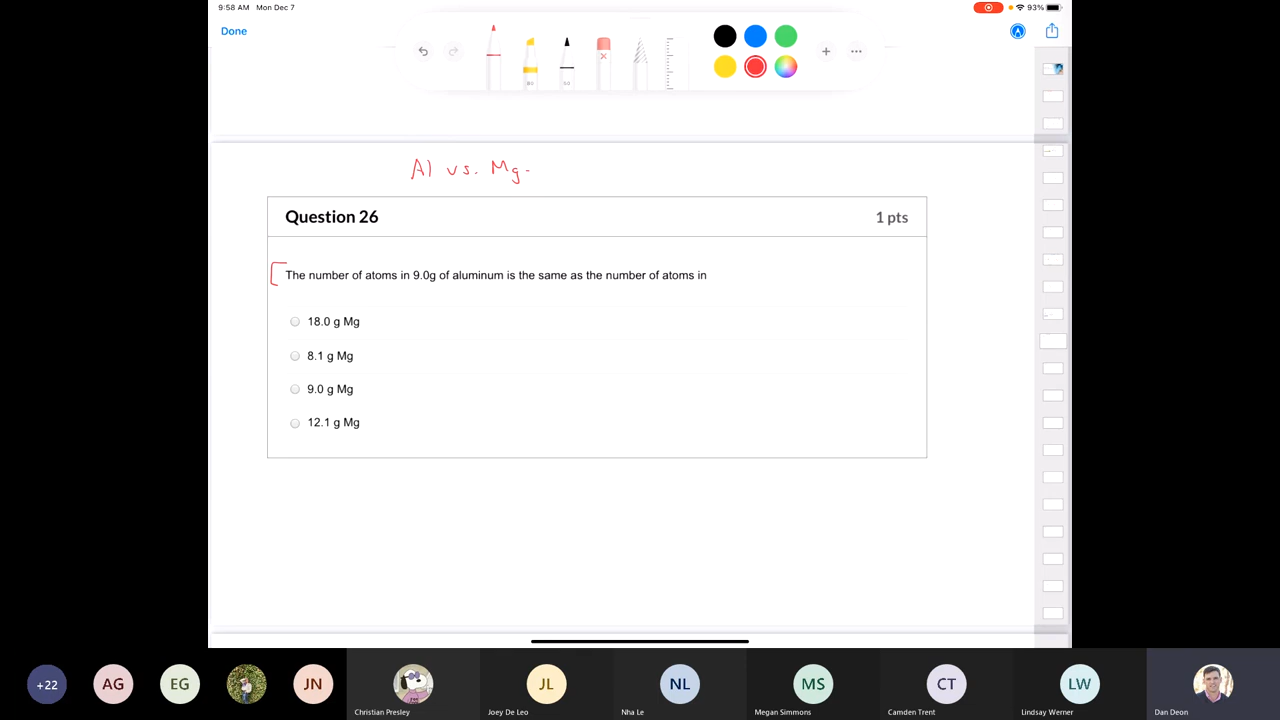 9:58 AM Mon Dec 7
93%
Done
Al vs. Mg.
Question 26
1 pts
The number of atoms in 9.0g of aluminum is the same as the number of atoms in
18.0 g Mg
8.1 g Mg
9.0 g Mg
12.1 g Mg
+22
AG
EG
JN
JL
NL
MS
CT
LW
Christian Presley
Joey De Leo
Nha Le
Megan Simmons
Camden Trent
Lindsay Werner
Dan Deon